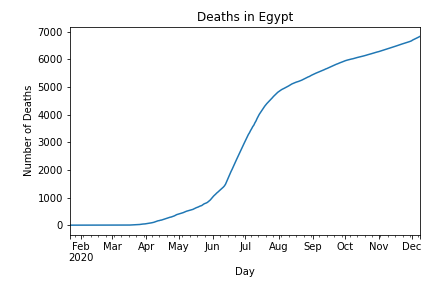 Deaths in Egypt
Number of Deaths
7000
6000
5000
4000
3000
2000
1000
0
Feb Mar Apr May Jun Jul Aug Sep Oct Nov Dec
2020
Day